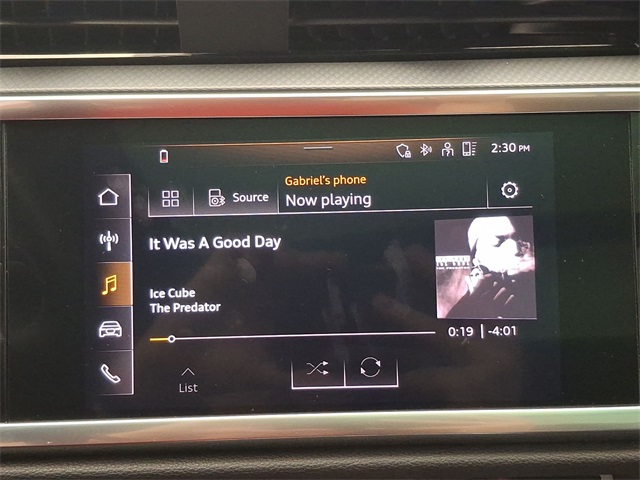 2:30 PM
Gabriel's phone
Source
Now playing
It Was A Good Day
Ice Cube
The Predator
0:19 | -4:01
List